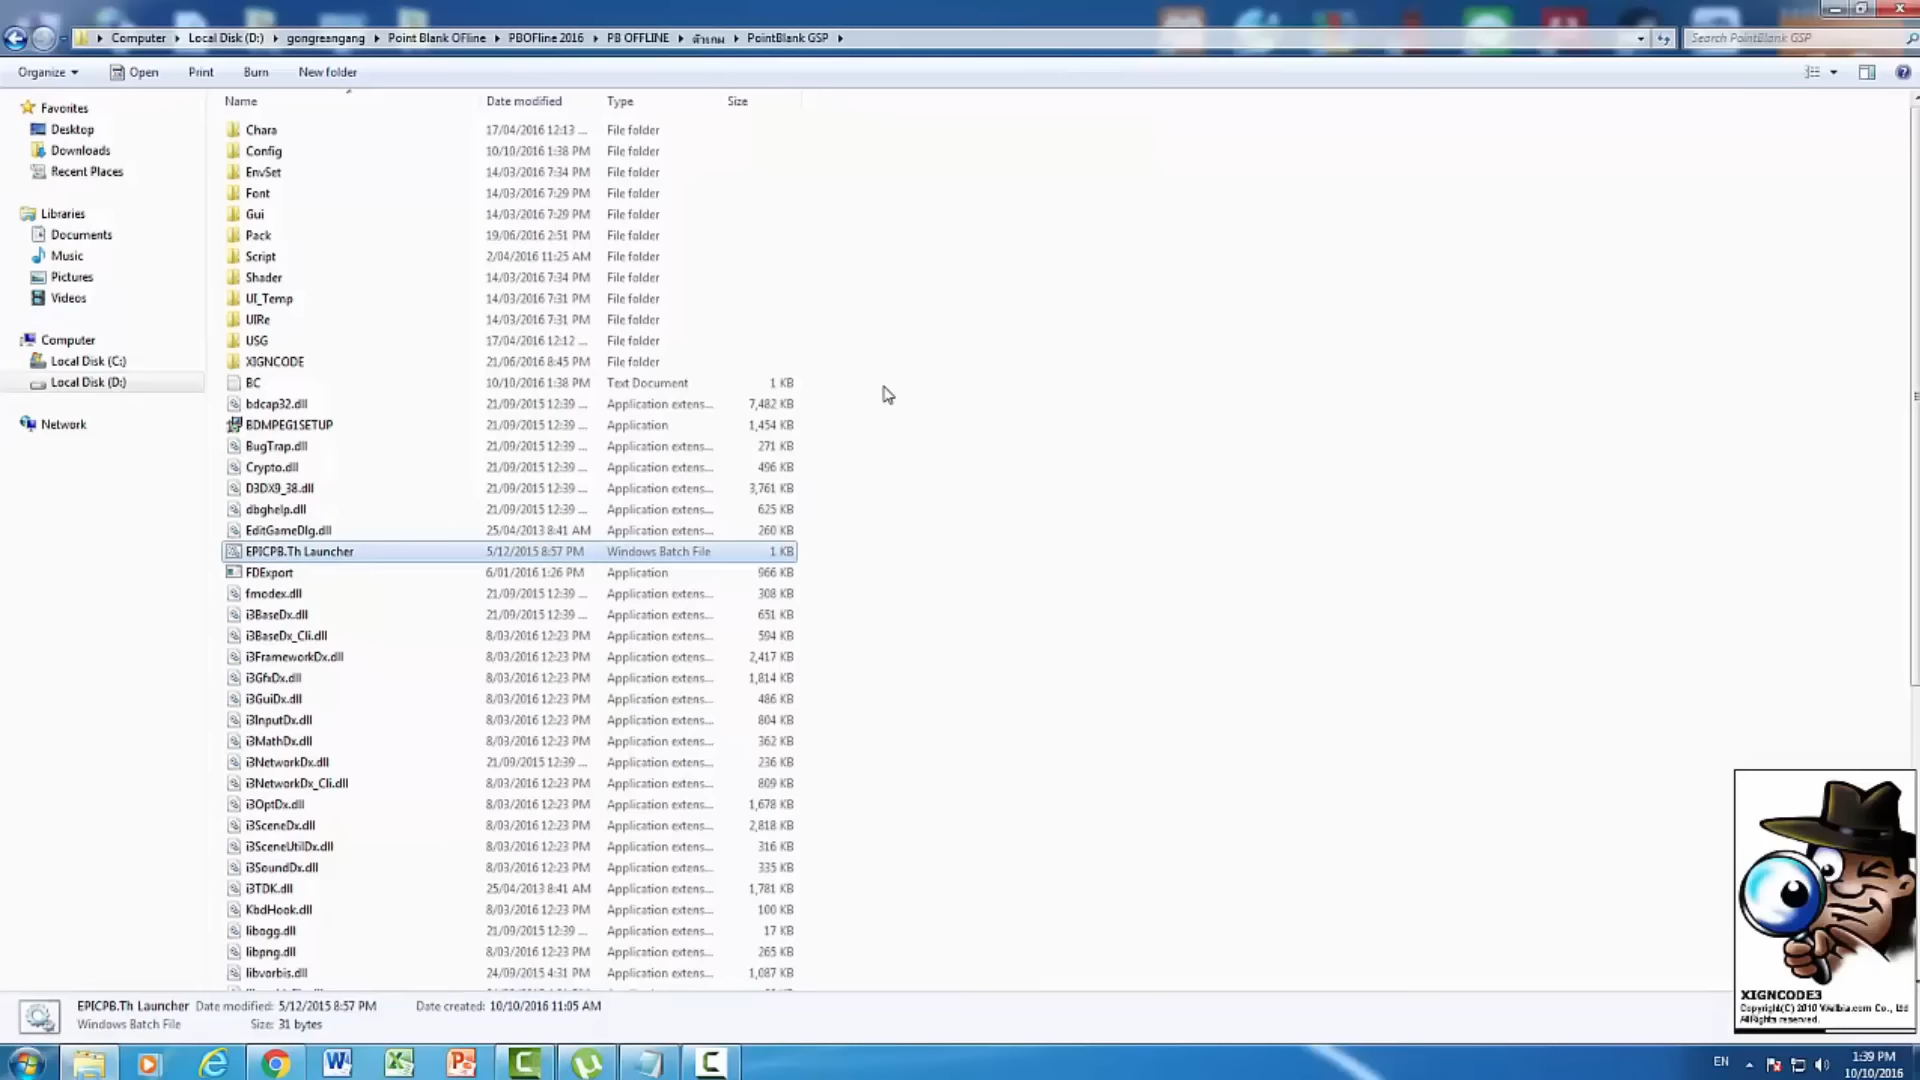 Computer Local Disk (D:) gongreangang Point Blank OFline PBOFline 2016 PB OFFLINE ตัวเกม PointBlank GSP
Search PointBlank GSP
Organize Open Print Burn New folder
Name Date modified Type Size
Favorites
Desktop
Downloads
Recent Places
Libraries
Documents
Music
Pictures
Videos
Computer
Local Disk (C:)
Local Disk (D:)
Network
Chara 17/04/2016 12:13 ... File folder
Config 10/10/2016 1:38 PM File folder
EnvSet 14/03/2016 7:34 PM File folder
Font 14/03/2016 7:29 PM File folder
Gui 14/03/2016 7:29 PM File folder
Pack 19/06/2016 2:51 PM File folder
Script 2/04/2016 11:25 AM File folder
Shader 14/03/2016 7:34 PM File folder
UI_Temp 14/03/2016 7:31 PM File folder
UIRe 14/03/2016 7:31 PM File folder
USG 17/04/2016 12:12 ... File folder
XIGNCODE 21/06/2016 8:45 PM File folder
BC 10/10/2016 1:38 PM Text Document 1 KB
bdcap32.dll 21/09/2015 12:39 ... Application extens... 7,482 KB
BDMPEG1SETUP 21/09/2015 12:39 ... Application 1,454 KB
BugTrap.dll 21/09/2015 12:39 ... Application extens... 271 KB
Crypto.dll 21/09/2015 12:39 ... Application extens... 496 KB
D3DX9_38.dll 21/09/2015 12:39 ... Application extens... 3,761 KB
dbghelp.dll 21/09/2015 12:39 ... Application extens... 625 KB
EditGameDlg.dll 25/04/2013 8:41 AM Application extens... 260 KB
EPICPB.Th Launcher 5/12/2015 8:57 PM Windows Batch File 1 KB
FDExport 6/01/2016 1:26 PM Application 966 KB
fmodex.dll 21/09/2015 12:39 ... Application extens... 308 KB
i3BaseDx.dll 21/09/2015 12:39 ... Application extens... 651 KB
i3BaseDx_Cli.dll 8/03/2016 12:23 PM Application extens... 594 KB
i3FrameworkDx.dll 8/03/2016 12:23 PM Application extens... 2,417 KB
i3GfxDx.dll 8/03/2016 12:23 PM Application extens... 1,814 KB
i3GuiDx.dll 8/03/2016 12:23 PM Application extens... 486 KB
i3InputDx.dll 8/03/2016 12:23 PM Application extens... 804 KB
i3MathDx.dll 8/03/2016 12:23 PM Application extens... 362 KB
i3NetworkDx.dll 21/09/2015 12:39 ... Application extens... 236 KB
i3NetworkDx_Cli.dll 8/03/2016 12:23 PM Application extens... 809 KB
i3OptDx.dll 8/03/2016 12:23 PM Application extens... 1,678 KB
i3SceneDx.dll 8/03/2016 12:23 PM Application extens... 2,818 KB
i3SceneUtilDx.dll 8/03/2016 12:23 PM Application extens... 316 KB
i3SoundDx.dll 8/03/2016 12:23 PM Application extens... 335 KB
i3TDK.dll 25/04/2013 8:41 AM Application extens... 1,781 KB
KbdHook.dll 8/03/2016 12:23 PM Application extens... 100 KB
libogg.dll 21/09/2015 12:39 ... Application extens... 17 KB
libpng.dll 8/03/2016 12:23 PM Application extens... 265 KB
libvorbis.dll 24/09/2015 4:31 PM Application extens... 1,087 KB
XIGNCODE3
Copyright(C) 2010 Wellbia.com Co., Ltd
All Rights reserved.
EPICPB.Th Launcher Date modified: 5/12/2015 8:57 PM Date created: 10/10/2016 11:05 AM
Windows Batch File Size: 31 bytes
EN
1:39 PM
10/10/2016